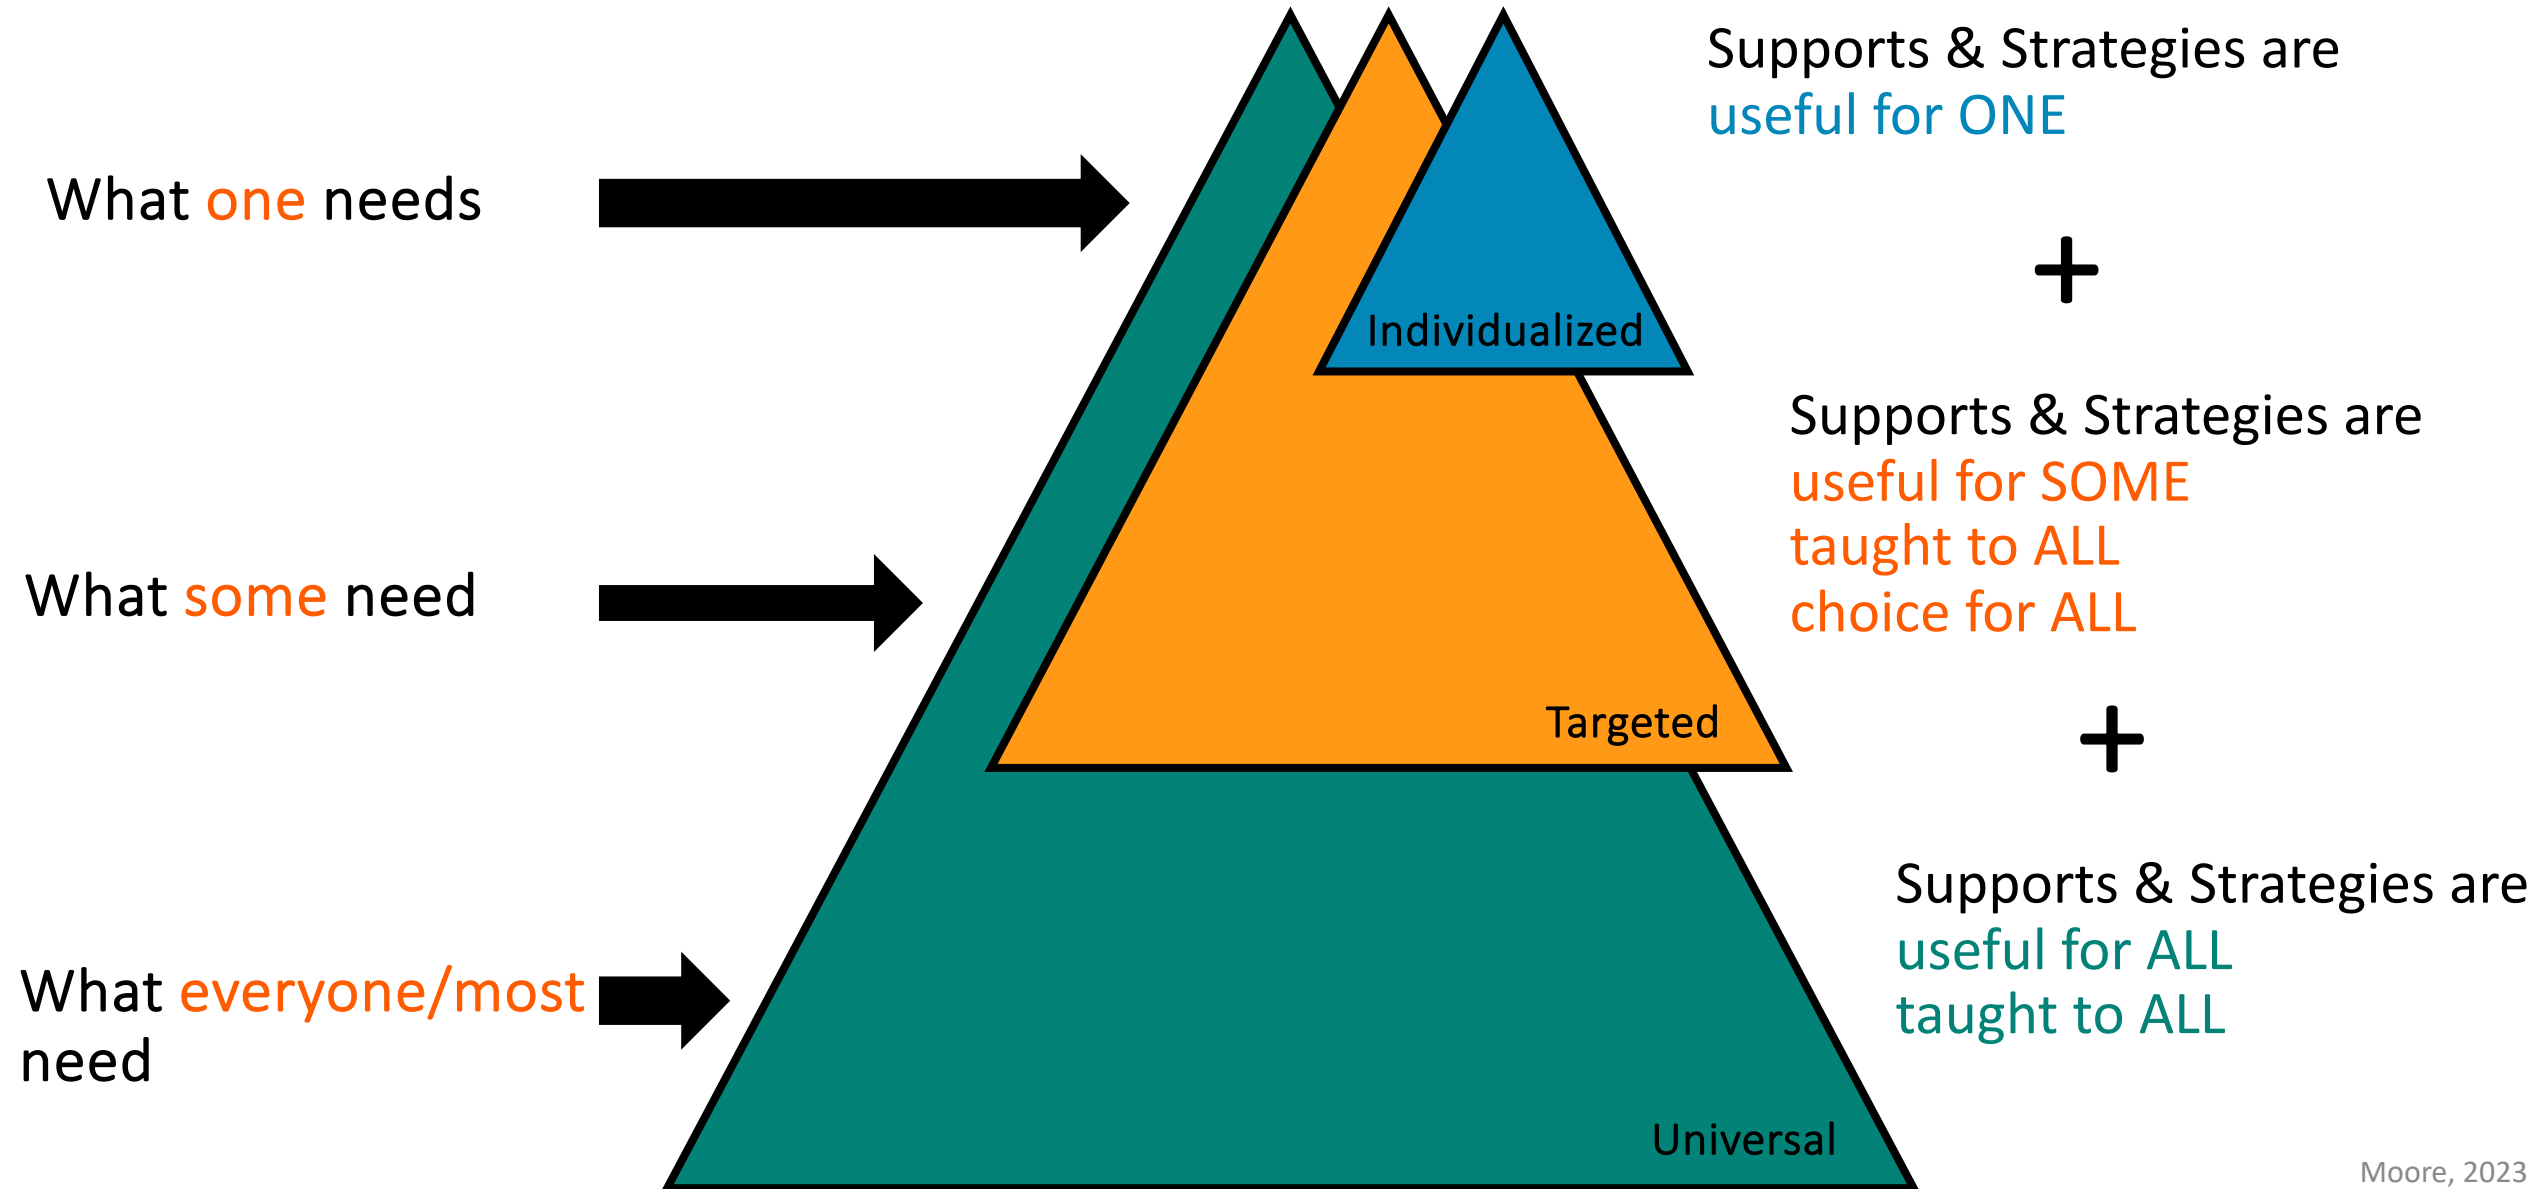 Supports & Strategies are
useful for ONE
What one needs
+
Individualized
Supports & Strategies are
useful for SOME
taught to ALL
choice for ALL
What some need
Targeted
+
Supports & Strategies are
useful for ALL
taught to ALL
What everyone/most
need
Universal
Moore, 2023